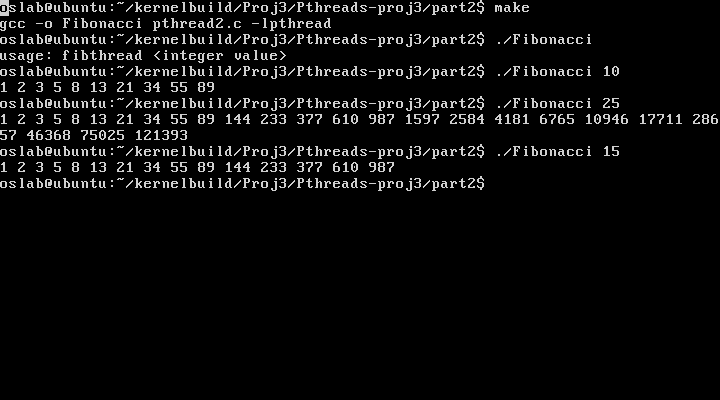 oslab@ubuntu:~/kernelbuild/Proj3/Pthreads-proj3/part2$ make
gcc -o Fibonacci pthread2.c -lpthread
oslab@ubuntu:~/kernelbuild/Proj3/Pthreads-proj3/part2$ ./Fibonacci
usage: fibthread <integer value>
oslab@ubuntu:~/kernelbuild/Proj3/Pthreads-proj3/part2$ ./Fibonacci 10
1 2 3 5 8 13 21 34 55 89
oslab@ubuntu:~/kernelbuild/Proj3/Pthreads-proj3/part2$ ./Fibonacci 25
1 2 3 5 8 13 21 34 55 89 144 233 377 610 987 1597 2584 4181 6765 10946 17711 286
57 46368 75025 121393
oslab@ubuntu:~/kernelbuild/Proj3/Pthreads-proj3/part2$ ./Fibonacci 15
1 2 3 5 8 13 21 34 55 89 144 233 377 610 987
oslab@ubuntu:~/kernelbuild/Proj3/Pthreads-proj3/part2$